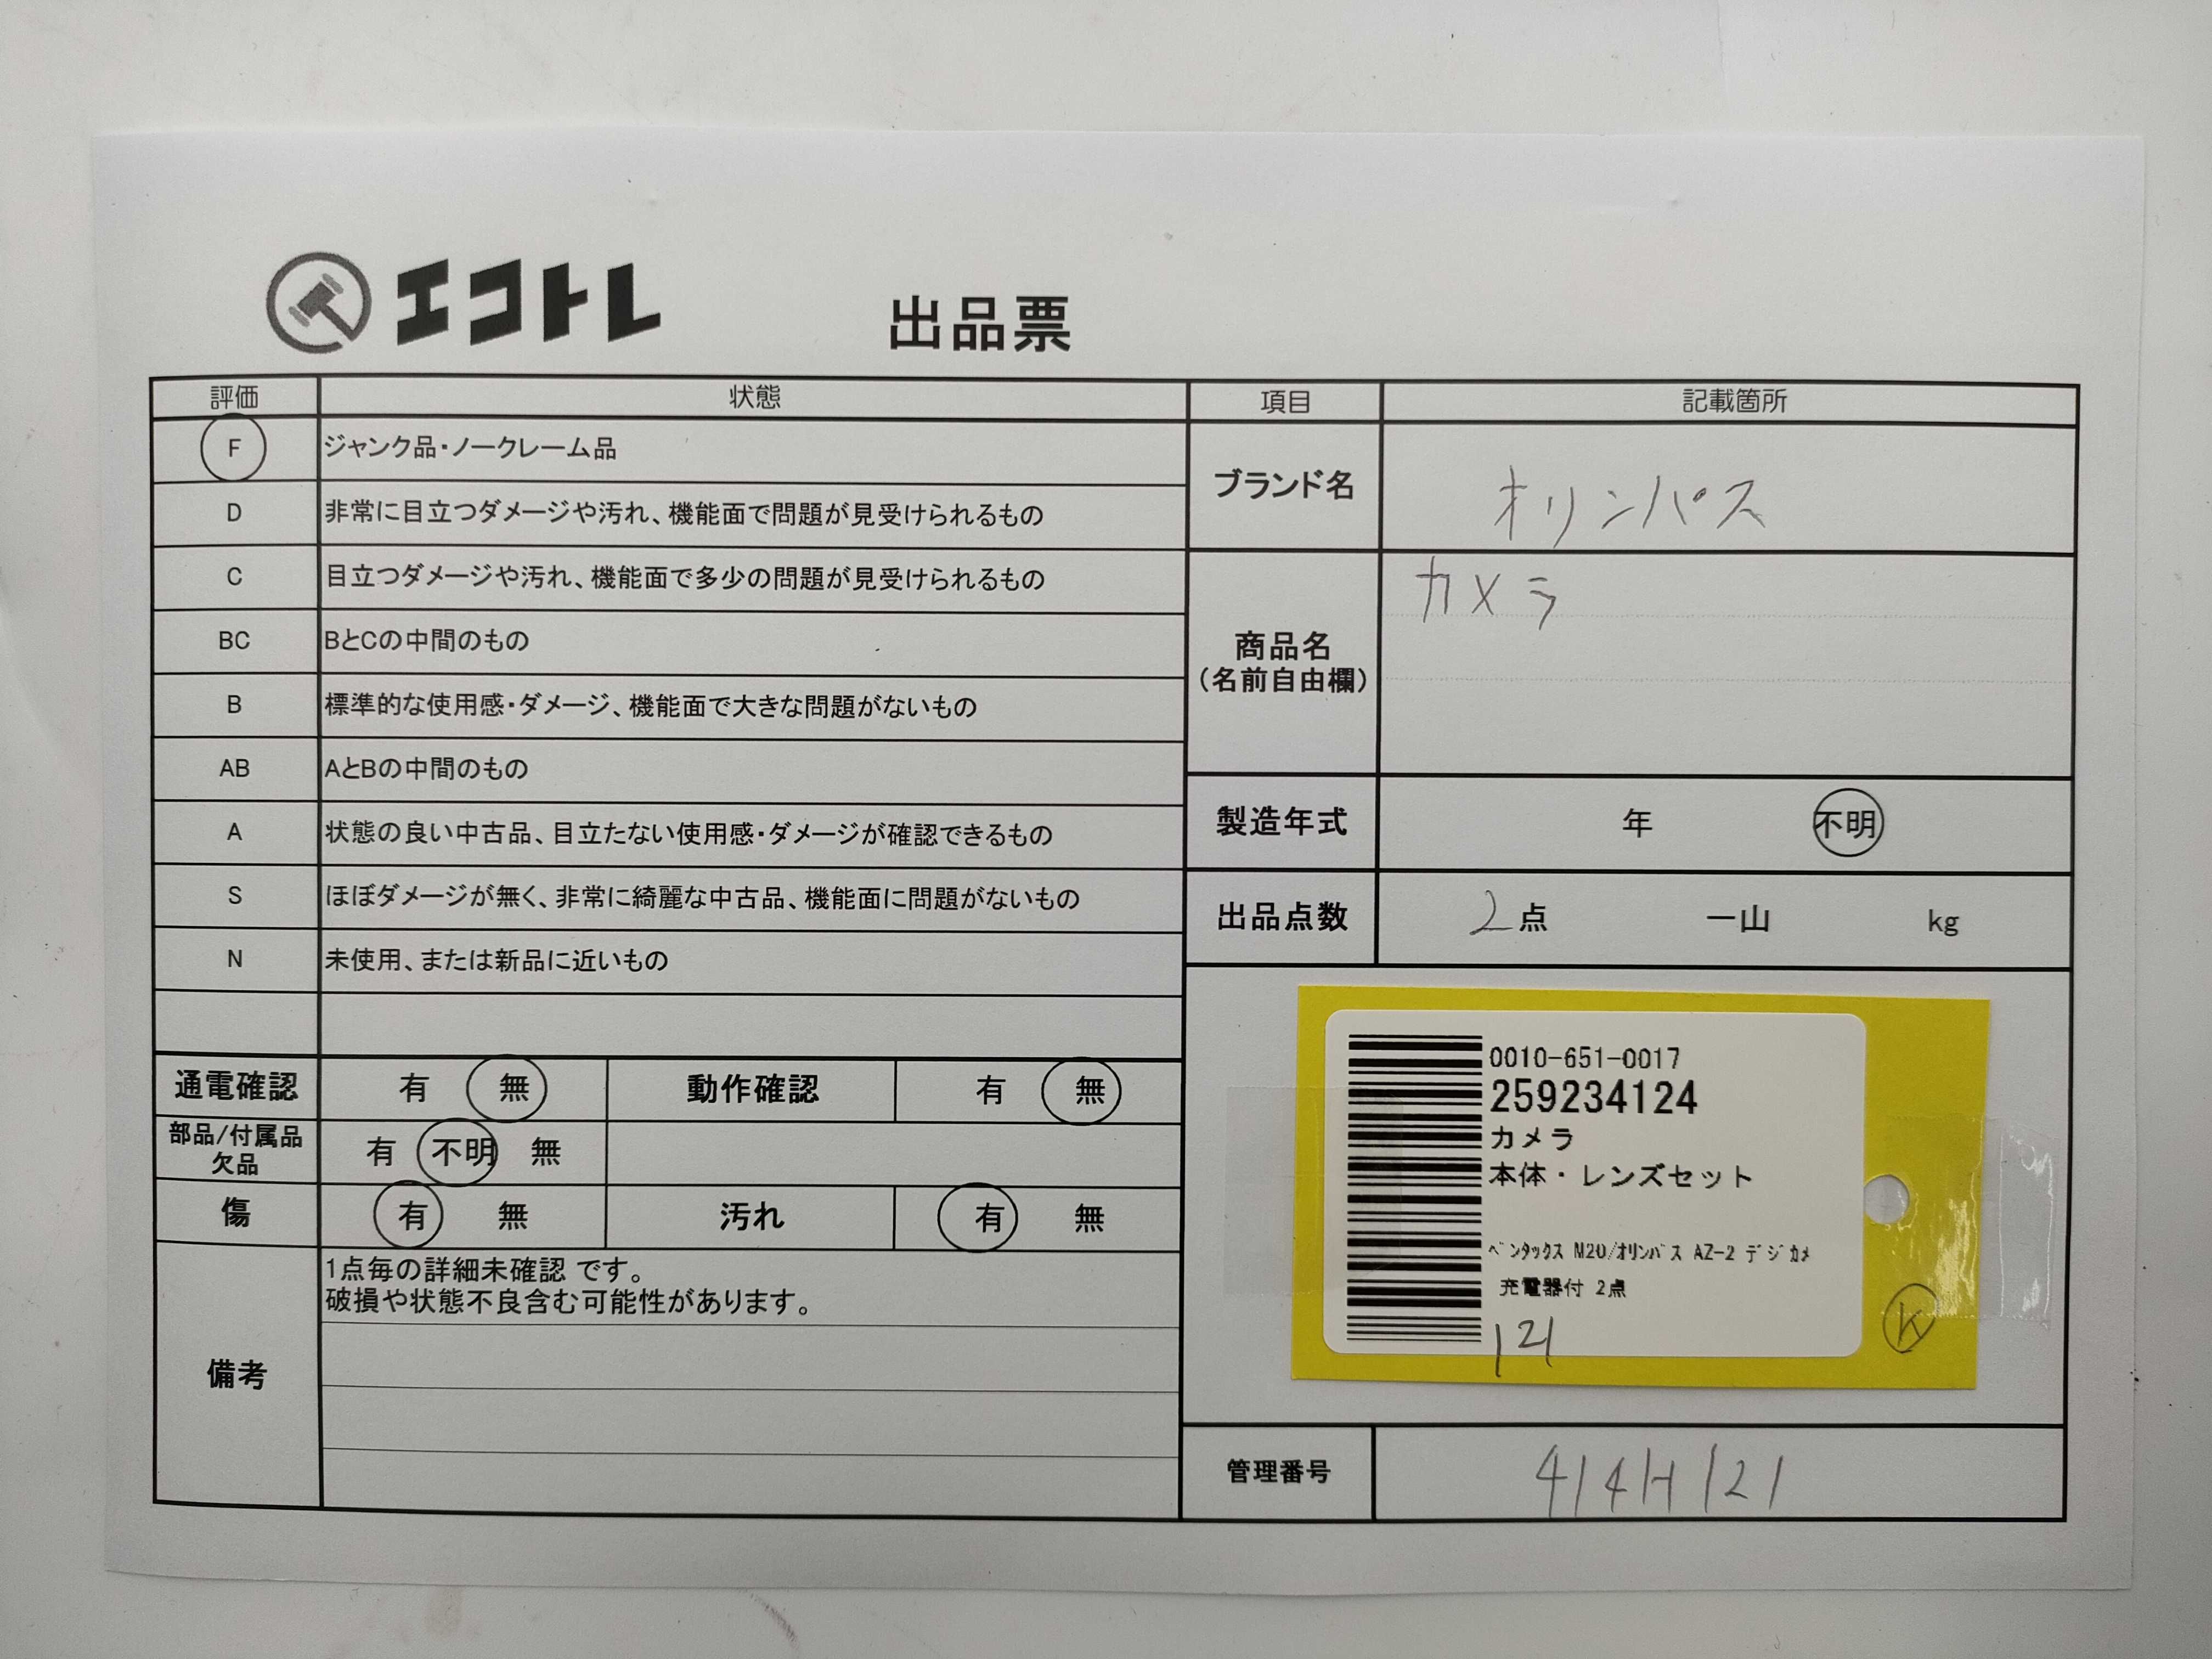 エコトレ
出品票
評価 状態
F ジャンク品・ノークレーム品
D 非常に目立つダメージや汚れ、機能面で問題が見受けられるもの
C 目立つダメージや汚れ、機能面で多少の問題が見受けられるもの
BC BとCの中間のもの
B 標準的な使用感・ダメージ、機能面で大きな問題がないもの
AB AとBの中間のもの
A 状態の良い中古品、目立たない使用感・ダメージが確認できるもの
S ほぼダメージが無く、非常に綺麗な中古品、機能面に問題がないもの
N 未使用、または新品に近いもの
通電確認 有 無 動作確認 有 無
部品/付属品
欠品
有 不明 無
傷 有 無 汚れ 有 無
備考
1点毎の詳細未確認 です。
破損や状態不良含む可能性があります。
項目 記載箇所
ブランド名 オリンパス
商品名
(名前自由欄)
カメラ
製造年式 年 不明
出品点数 2点 一山 kg
0010-651-0017
259234124
カメラ
本体・レンズセット
ﾍﾟﾝﾀｯｸｽ M20/ｵﾘﾝﾊﾟｽ AZ-2 ﾃﾞｼﾞｶﾒ
充電器付 2点
121
K
管理番号 414H121